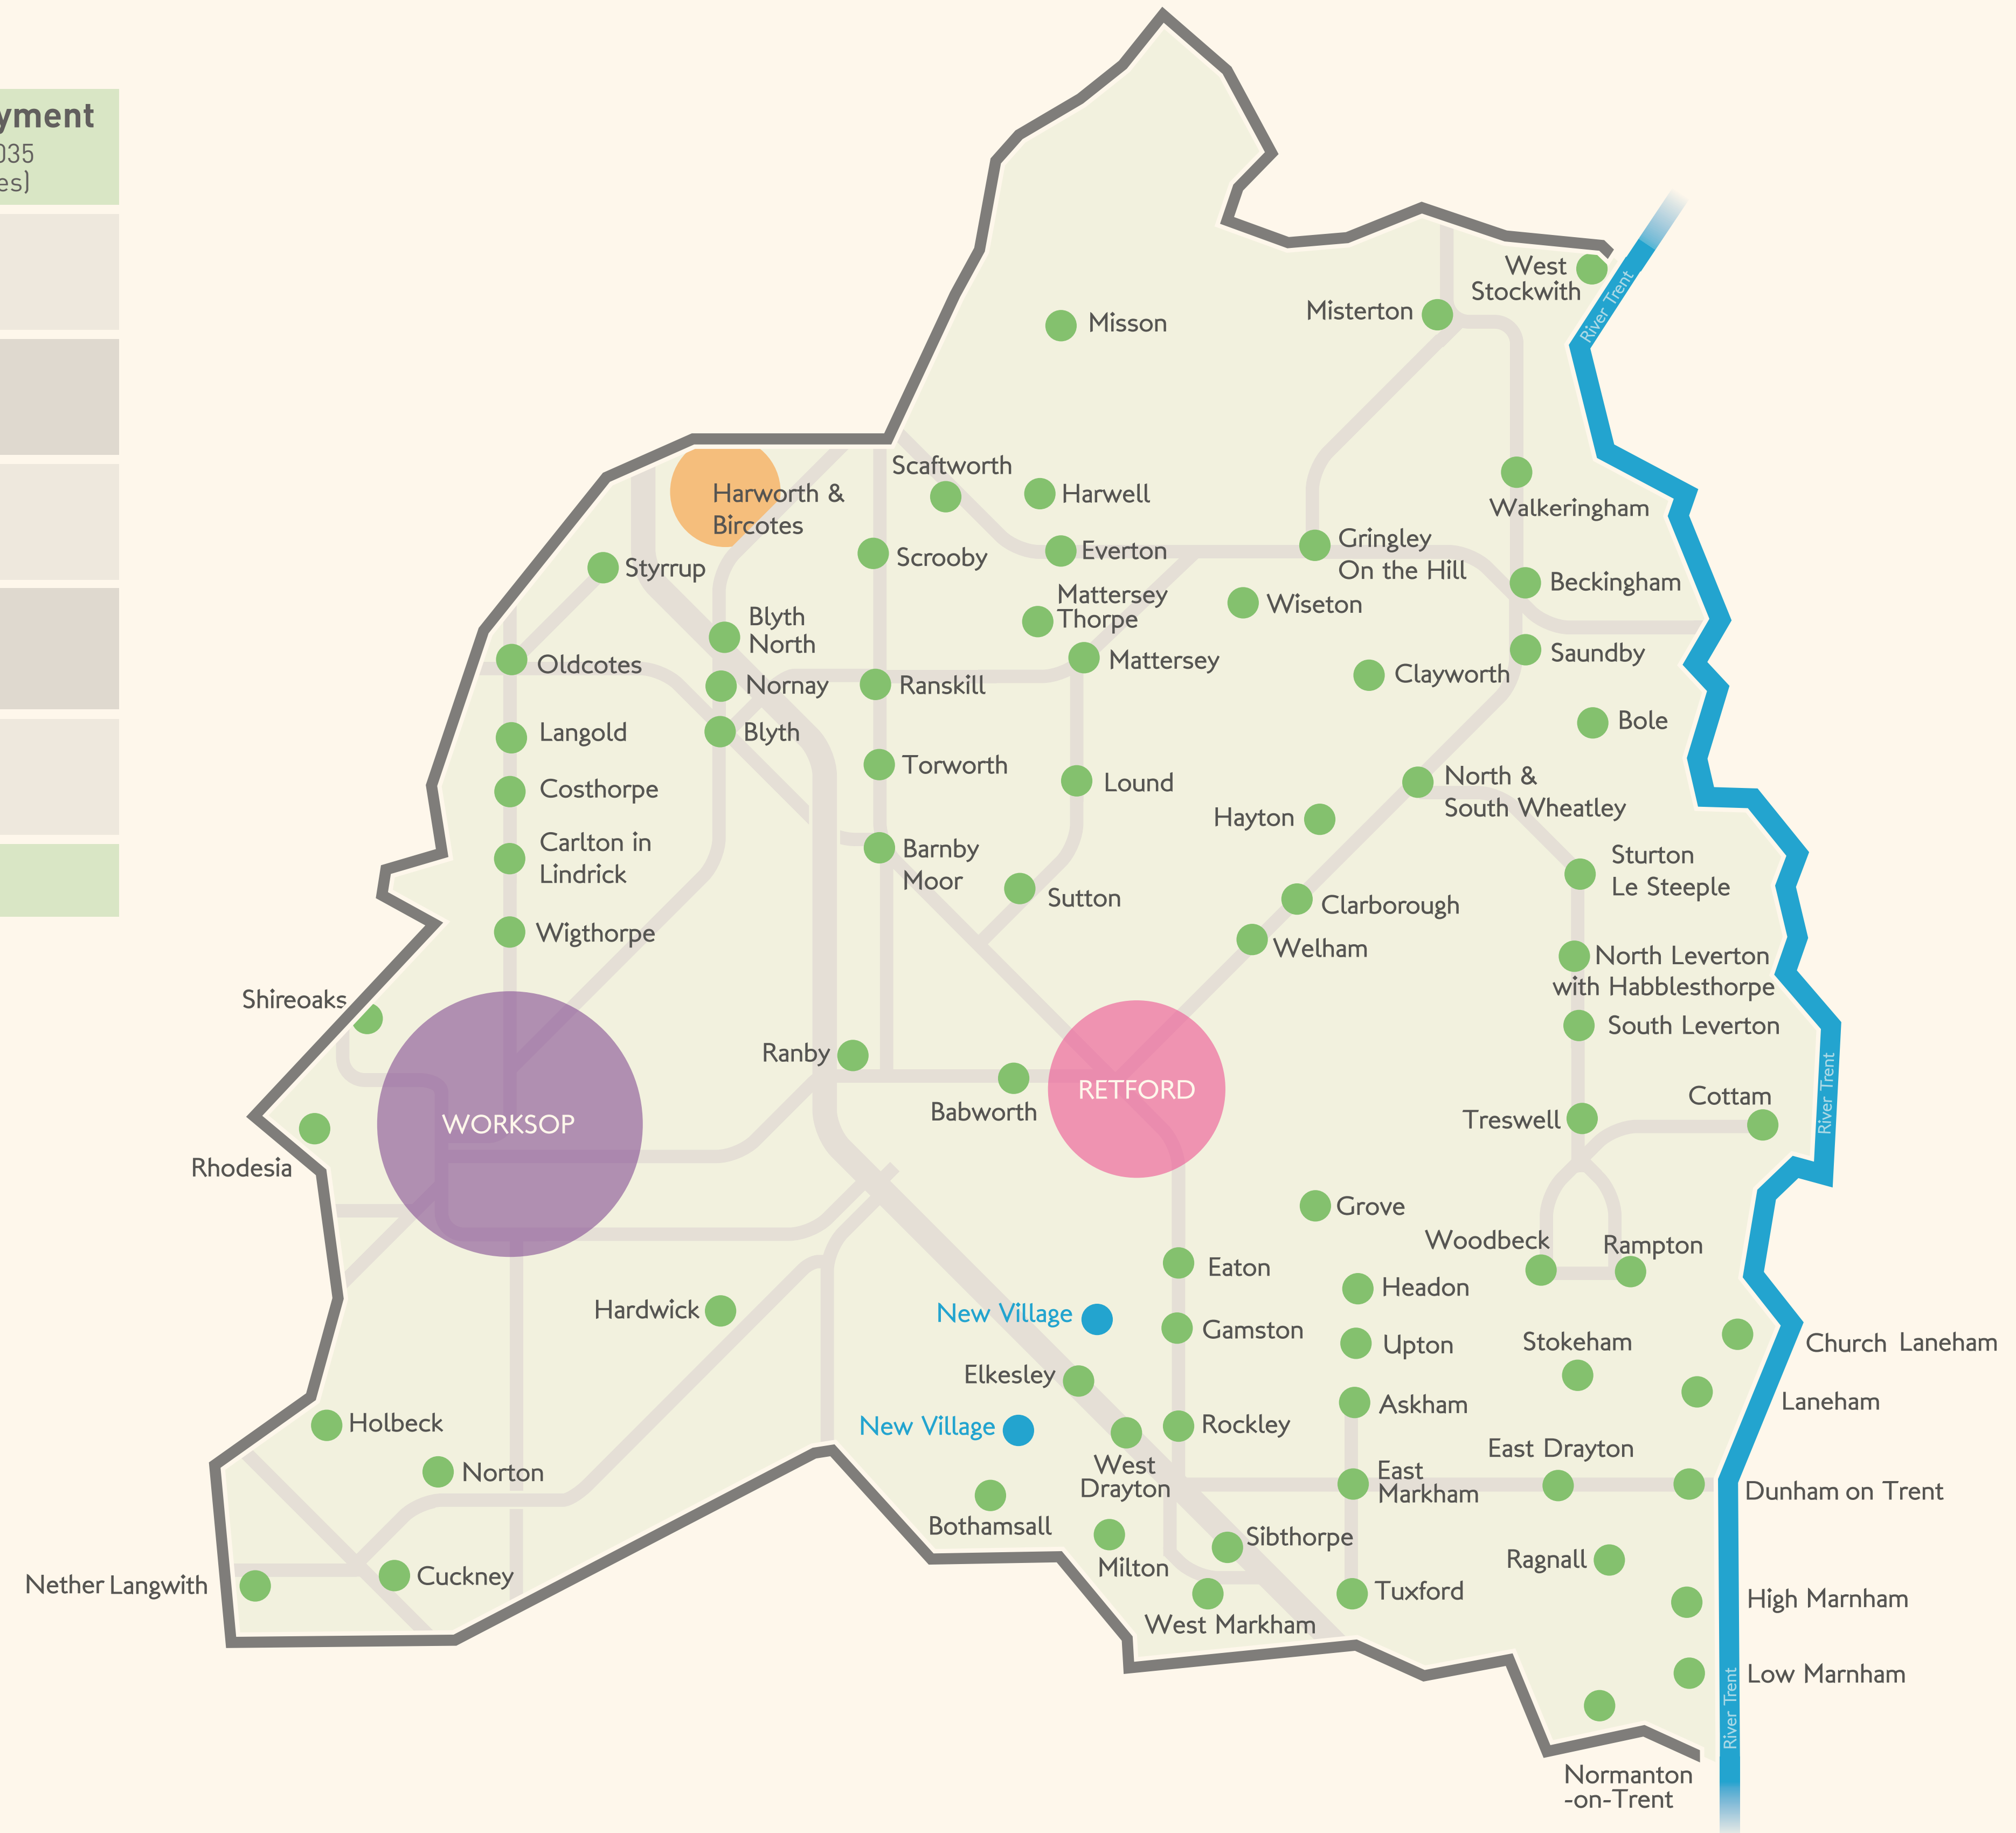 yment
035
es)
West
Stockwith
River Trent
Misterton
Misson
Scaftworth
Harwell
Harworth &
Bircotes
Walkeringham
Gringley
On the Hill
Everton
Scrooby
Styrrup
Beckingham
Mattersey
Thorpe
Wiseton
Blyth
North
Saundby
Mattersey
Oldcotes
Clayworth
Nornay
Ranskill
Bole
Langold
Blyth
Torworth
Lound
North &
South Wheatley
Costhorpe
Hayton
Carlton in
Lindrick
Barnby
Moor
Sturton
Le Steeple
Sutton
Clarborough
Wigthorpe
Welham
North Leverton
with Habblesthorpe
Shireoaks
South Leverton
Ranby
River Trent
RETFORD
Cottam
Babworth
WORKSOP
Treswell
Rhodesia
Grove
Woodbeck
Rampton
Eaton
Headon
Hardwick
New Village
Gamston
Upton
Stokeham
Church Laneham
Elkesley
Askham
Laneham
Holbeck
New Village
Rockley
East Drayton
Norton
West
Drayton
East
Markham
Dunham on Trent
Bothamsall
Sibthorpe
Milton
Ragnall
Cuckney
Nether Langwith
Tuxford
High Marnham
West Markham
Low Marnham
River Trent
Normanton
-on-Trent